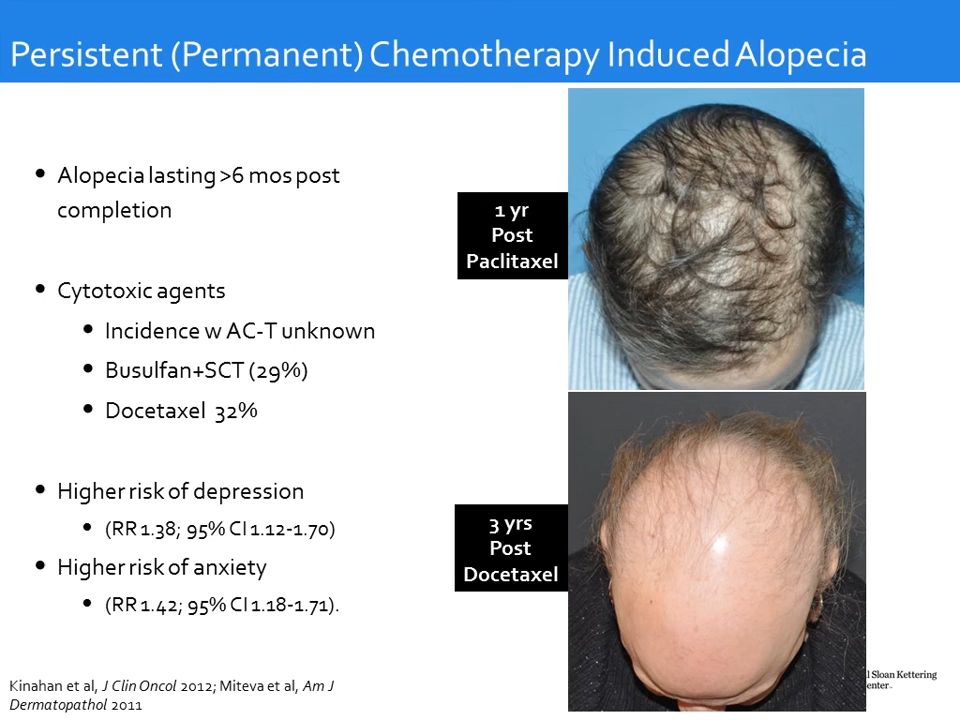 Persistent (Permanent) Chemotherapy Induced Alopecia
• Alopecia lasting >6 mos post
completion
• Cytotoxic agents
• Incidence w AC-T unknown
• Busulfan+SCT (29%)
• Docetaxel 32%
• Higher risk of depression
• (RR 1.38; 95% CI 1.12-1.70)
• Higher risk of anxiety
• (RR 1.42; 95% CI 1.18-1.71).
1 yr
Post
Paclitaxel
3 yrs
Post
Docetaxel
Kinahan et al, J Clin Oncol 2012; Miteva et al, Am J
Dermatopathol 2011
l Sloan Kettering
enter™